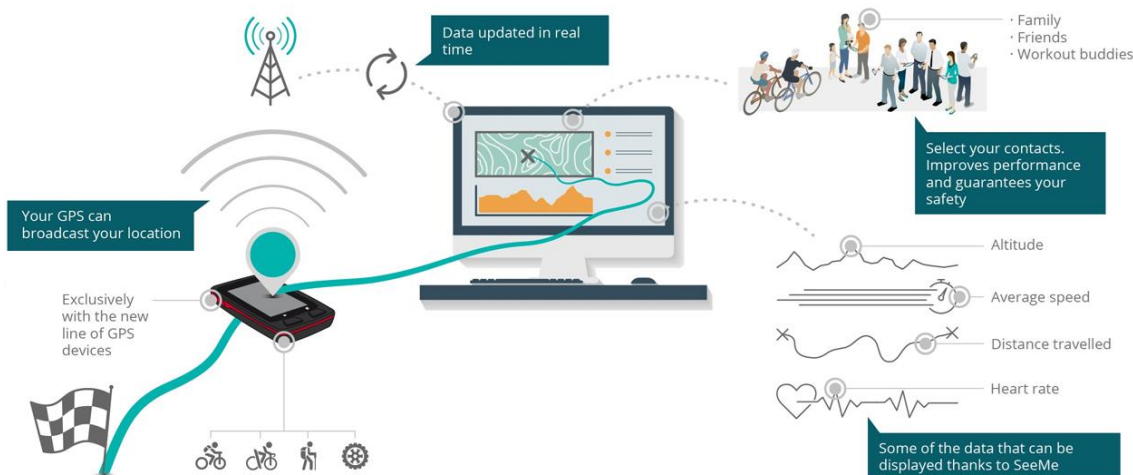 Data updated in real
time
· Family
· Friends
· Workout buddies
Select your contacts.
Improves performance
and guarantees your
safety
Your GPS can
broadcast your location
Exclusively
with the new
line of GPS
devices
Altitude
Average speed
Distance travelled
Heart rate
Some of the data that can be
displayed thanks to SeeMe